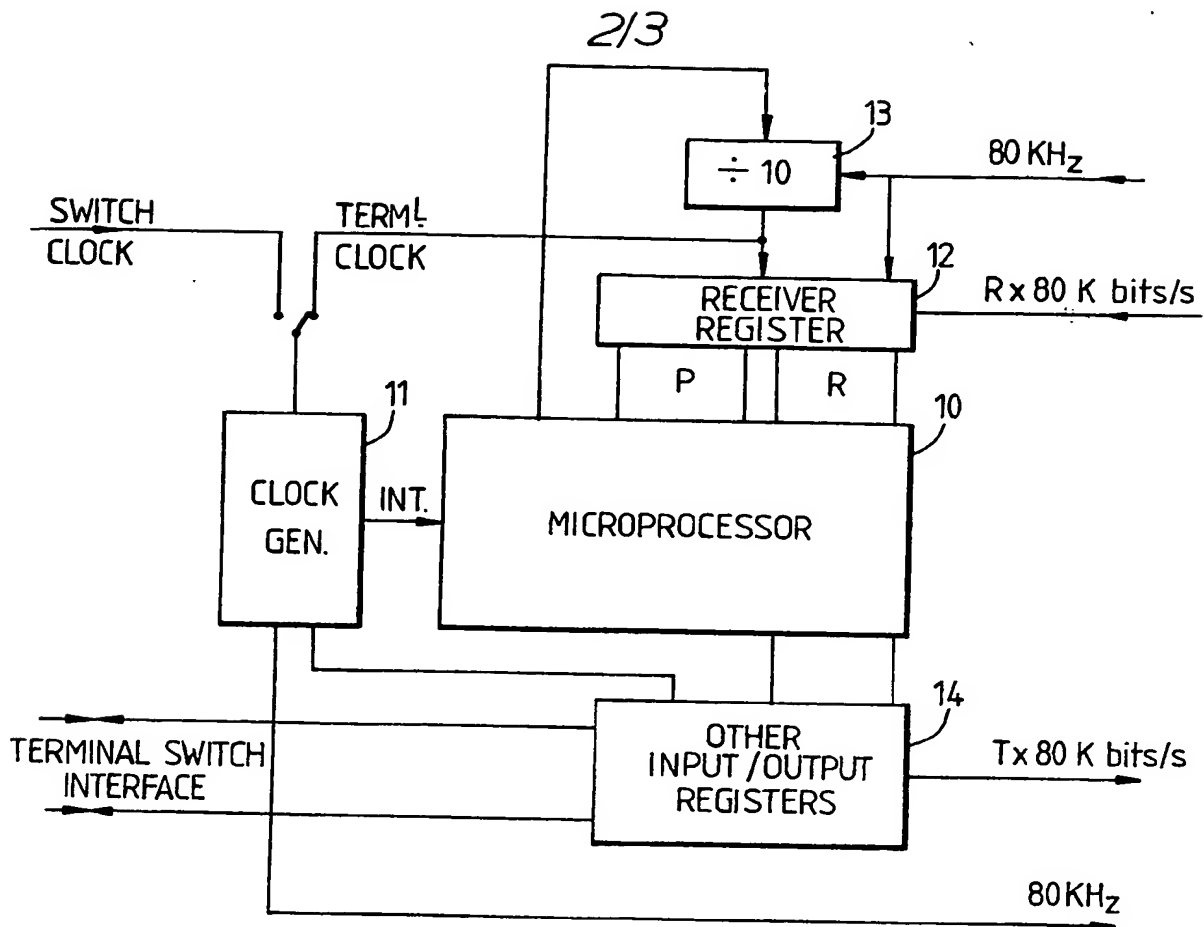 2/3
13
÷ 10
80 KHz
SWITCH
CLOCK
TERML
CLOCK
12
RECEIVER
REGISTER
Rx 80 K bits/s
P
R
11
10
CLOCK
GEN.
INT.
MICROPROCESSOR
14
OTHER
INPUT/OUTPUT
REGISTERS
TERMINAL SWITCH
INTERFACE
Tx 80 K bits/s
80 KHz